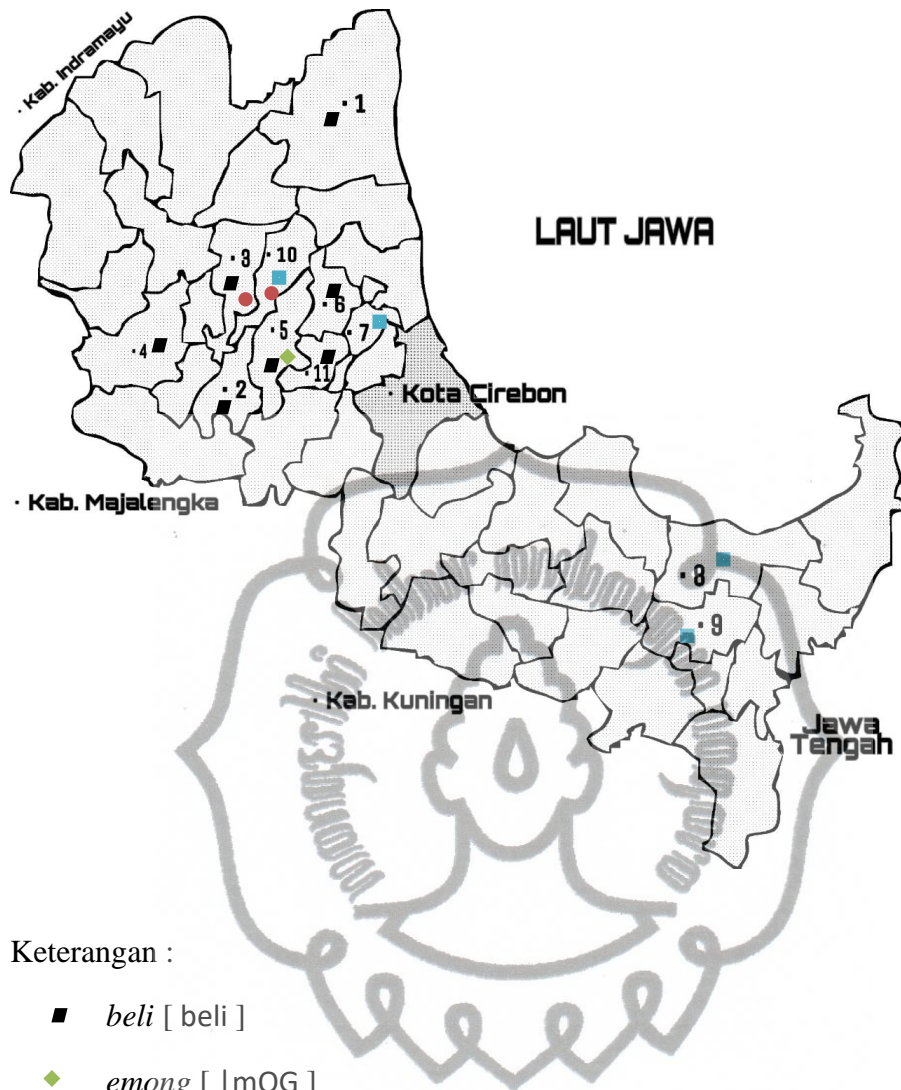 · Kab. Indramayu
· 1
LAUT JAWA
· 3
· 10
· 6
· 5
7 ·
· 4
· 11
· 2
· Kota Cirebon
· Kab. Majalengka
· 8
· 9
· Kab. Kuningan
Jawa
Tengah
Keterangan :
beli [ beli ]
emong [ |mOG ]